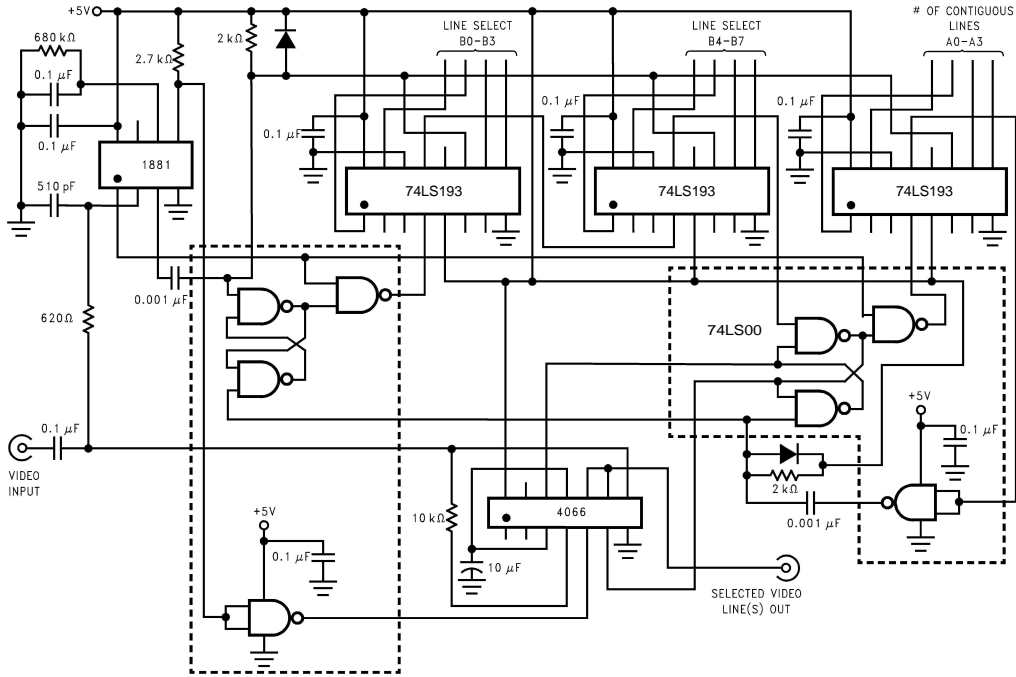 +5V
680 kΩ
0.1 μF
0.1 μF
2.7 kΩ
2 kΩ
LINE SELECT
B0-B3
LINE SELECT
B4-B7
# OF CONTIGUOUS
LINES
A0-A3
0.1 μF
0.1 μF
0.1 μF
1881
510 pF
74LS193
74LS193
74LS193
0.001 μF
620Ω
74LS00
+5V
0.1 μF
0.1 μF
VIDEO
INPUT
2 kΩ
10 kΩ
4066
0.001 μF
+5V
0.1 μF
10 μF
SELECTED VIDEO
LINE(S) OUT